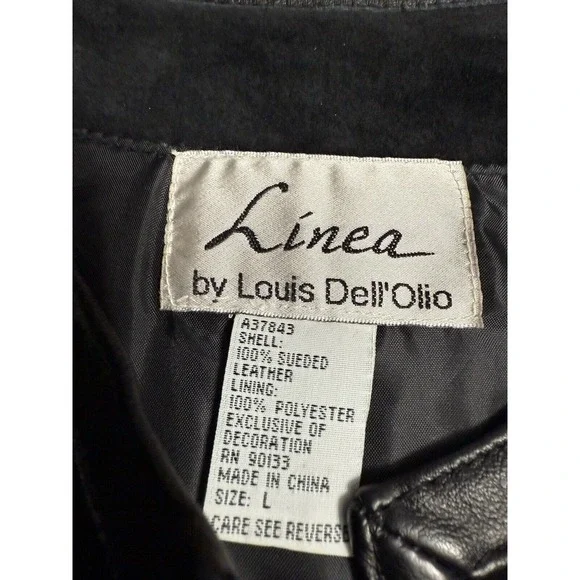 Línea
by Louis Dell'Olio
A37843
SHELL:
100% SUEDED
LEATHER
LINING:
100% POLYESTER
EXCLUSIVE OF
DECORATION
RN 90133
MADE IN CHINA
SIZE: L
CARE SEE REVERSE